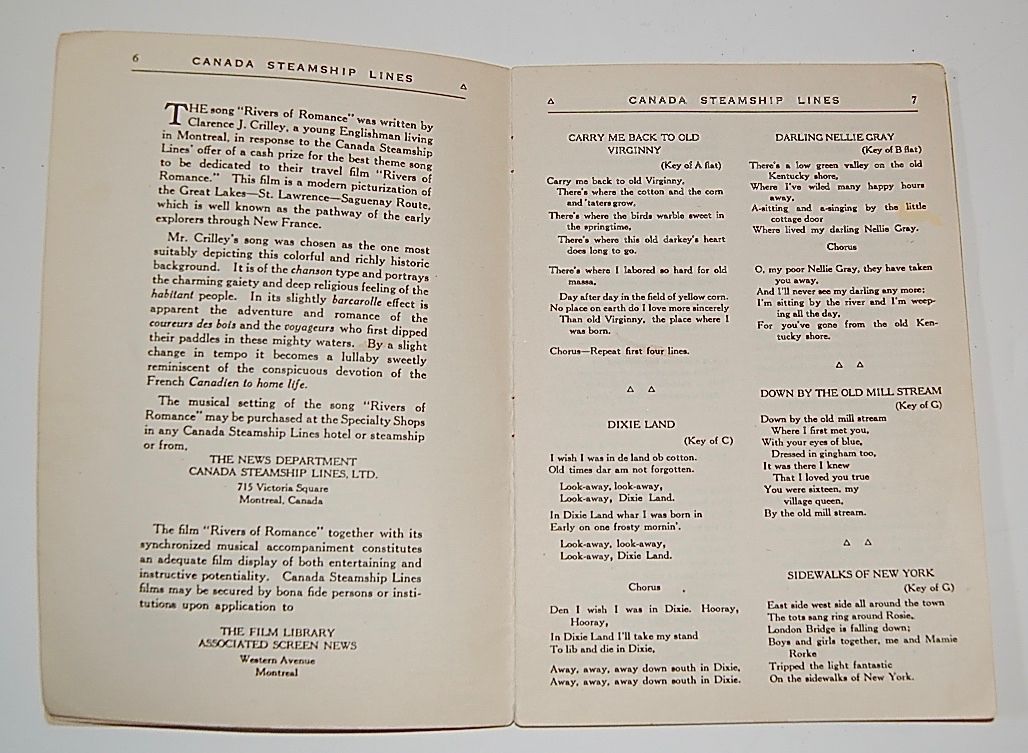 6 CANADA STEAMSHIP LINES
THE song "Rivers of Romance" was written by
Clarence J. Crilley, a young Englishman living
in Montreal, in response to the Canada Steamship
Lines' offer of a cash prize for the best theme song
to be dedicated to their travel film "Rivers of
Romance." This film is a modern picturization of
the Great Lakes—St. Lawrence—Saguenay Route,
which is well known as the pathway of the early
explorers through New France.
Mr. Crilley's song was chosen as the one most
suitably depicting this colorful and richly historic
background. It is of the chanson type and portrays
the charming gaiety and deep religious feeling of the
habitant people. In its slightly barcarolle effect is
apparent the adventure and romance of the
coureurs des bois and the voyageurs who first dipped
their paddles in these mighty waters. By a slight
change in tempo it becomes a lullaby sweetly
reminiscent of the conspicuous devotion of the
French Canadien to home life.
The musical setting of the song "Rivers of
Romance" may be purchased at the Specialty Shops
in any Canada Steamship Lines hotel or steamship
or from,
THE NEWS DEPARTMENT
CANADA STEAMSHIP LINES, LTD.
715 Victoria Square
Montreal, Canada
The film "Rivers of Romance" together with its
synchronized musical accompaniment constitutes
an adequate film display of both entertaining and
instructive potentiality. Canada Steamship Lines
films may be secured by bona fide persons or insti-
tutions upon application to
THE FILM LIBRARY
ASSOCIATED SCREEN NEWS
Western Avenue
Montreal
CANADA STEAMSHIP LINES 7
CARRY ME BACK TO OLD
VIRGINNY
(Key of A flat)
Carry me back to old Virginny,
There's where the cotton and the corn
and 'taters grow,
There's where the birds warble sweet in
the springtime,
There's where this old darkey's heart
does long to go.
There's where I labored so hard for old
massa,
Day after day in the field of yellow corn.
No place on earth do I love more sincerely
Than old Virginny, the place where I
was born.
Chorus—Repeat first four lines.
DIXIE LAND
(Key of C)
I wish I was in de land ob cotton.
Old times dar am not forgotten.
Look-away, look-away,
Look-away, Dixie Land.
In Dixie Land whar I was born in
Early on one frosty mornin'.
Look-away, look-away,
Look-away, Dixie Land.
Chorus
Den I wish I was in Dixie. Hooray,
Hooray,
In Dixie Land I'll take my stand
To lib and die in Dixie,
Away, away, away down south in Dixie,
Away, away, away down south in Dixie.
DARLING NELLIE GRAY
(Key of B flat)
There's a low green valley on the old
Kentucky shore,
Where I've wiled many happy hours
away,
A-sitting and a-singing by the little
cottage door
Where lived my darling Nellie Gray.
Chorus
O, my poor Nellie Gray, they have taken
you away,
And I'll never see my darling any more;
I'm sitting by the river and I'm weep-
ing all the day,
For you've gone from the old Ken-
tucky shore.
DOWN BY THE OLD MILL STREAM
(Key of G)
Down by the old mill stream
Where I first met you,
With your eyes of blue,
Dressed in gingham too,
It was there I knew
That I loved you true
You were sixteen, my
village queen,
By the old mill stream.
SIDEWALKS OF NEW YORK
(Key of G)
East side west side all around the town
The tots sang ring around Rosie,
London Bridge is falling down;
Boys and girls together, me and Mamie
Rorke
Tripped the light fantastic
On the sidewalks of New York.